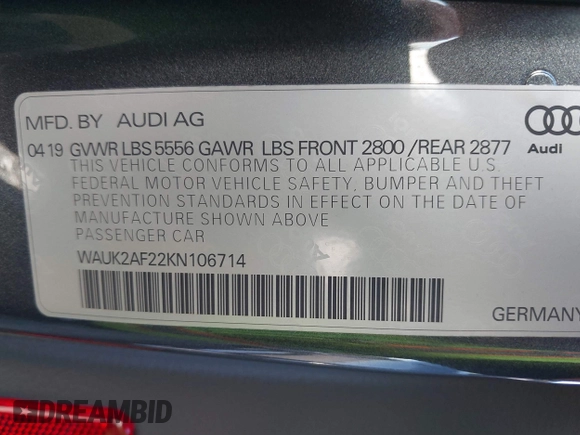 MFD. BY AUDI AG
04 19 GVWR LBS 5556 GAWR LBS FRONT 2800 /REAR 2877
THIS VEHICLE CONFORMS TO ALL APPLICABLE U.S.
FEDERAL MOTOR VEHICLE SAFETY, BUMPER AND THEFT
PREVENTION STANDARDS IN EFFECT ON THE DATE OF
MANUFACTURE SHOWN ABOVE
PASSENGER CAR
WAUK2AF22KN106714
Audi
GERMANY
DREAMBID